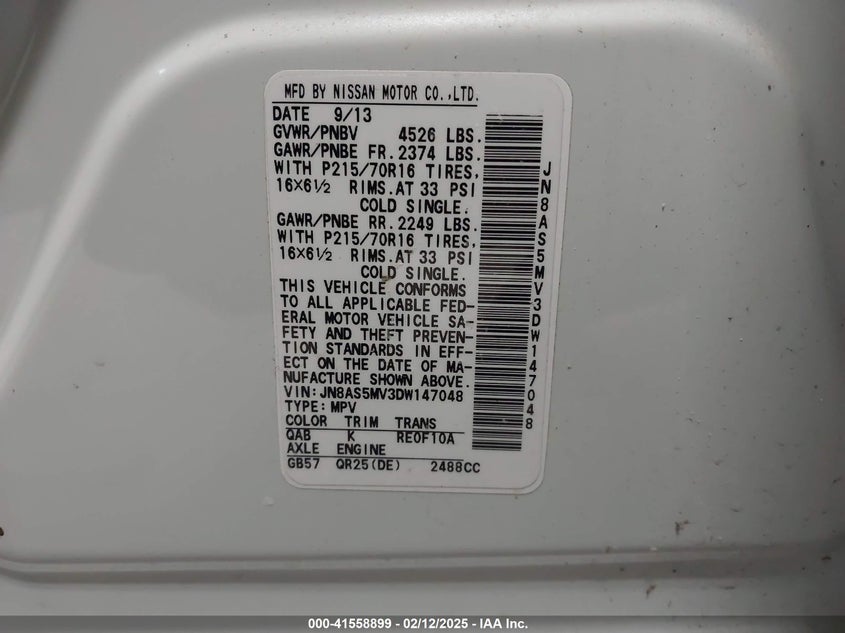 MFD BY NISSAN MOTOR CO.,LTD.
DATE 9/13
GVWR/PNBV 4526 LBS.
GAWR/PNBE FR. 2374 LBS.
WITH P215/70R16 TIRES,
16×6½ RIMS. AT 33 PSI
COLD SINGLE.
GAWR/PNBE RR. 2249 LBS.
WITH P215/70R16 TIRES,
16×6½ RIMS. AT 33 PSI
COLD SINGLE.
THIS VEHICLE CONFORMS
TO ALL APPLICABLE FED-
ERAL MOTOR VEHICLE SA-
FETY AND THEFT PREVEN-
TION STANDARDS IN EFF-
ECT ON THE DATE OF MA-
NUFACTURE SHOWN ABOVE.
VIN: JN8AS5MV3DW147048
TYPE: MPV
COLOR TRIM TRANS
QAB K RE0F10A
AXLE ENGINE
GB57 QR25(DE) 2488CC
JN8AS5MV3DW147048
000-41558899 - 02/12/2025 - IAA Inc.